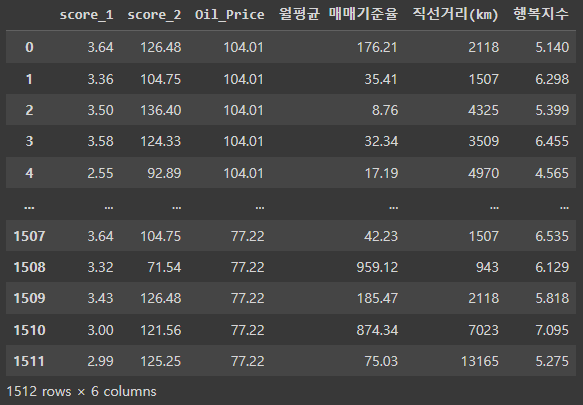 score_1 score_2 Oil_Price 월평균 매매기준율 직선거리(km) 행복지수
0 3.64 126.48 104.01 176.21 2118 5.140
1 3.36 104.75 104.01 35.41 1507 6.298
2 3.50 136.40 104.01 8.76 4325 5.399
3 3.58 124.33 104.01 32.34 3509 6.455
4 2.55 92.89 104.01 17.19 4970 4.565
... ... ... ... ... ... ...
1507 3.64 104.75 77.22 42.23 1507 6.535
1508 3.32 71.54 77.22 959.12 943 6.129
1509 3.43 126.48 77.22 185.47 2118 5.818
1510 3.00 121.56 77.22 874.34 7023 7.095
1511 2.99 125.25 77.22 75.03 13165 5.275
1512 rows × 6 columns